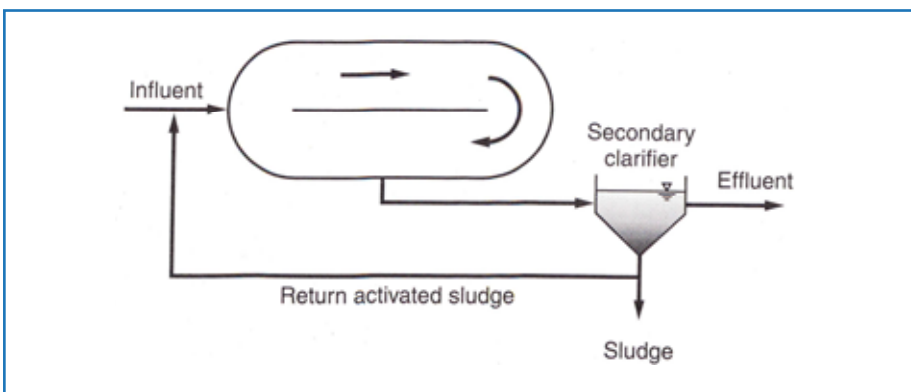 Influent
Secondary
clarifier
Effluent
Return activated sludge
Sludge